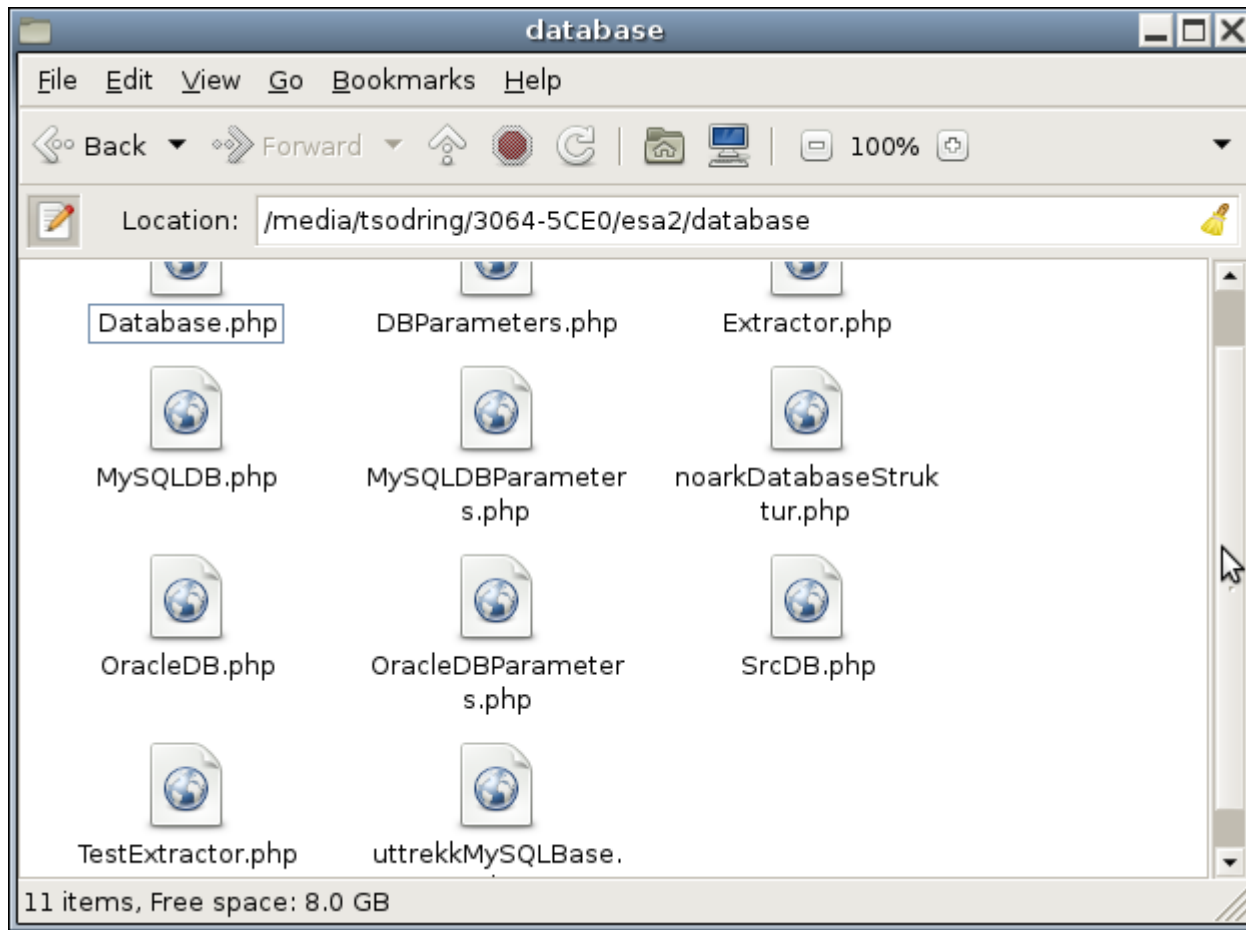 database
File Edit View Go Bookmarks Help
Back Forward 100%
Location: /media/tsodring/3064-5CE0/esa2/database
Database.php DBParameters.php Extractor.php
MySQLDB.php MySQLDBParameter noarkDatabaseStruk
s.php tur.php
OracleDB.php OracleDBParameter SrcDB.php
s.php
TestExtractor.php uttrekkMySQLBase.
11 items, Free space: 8.0 GB